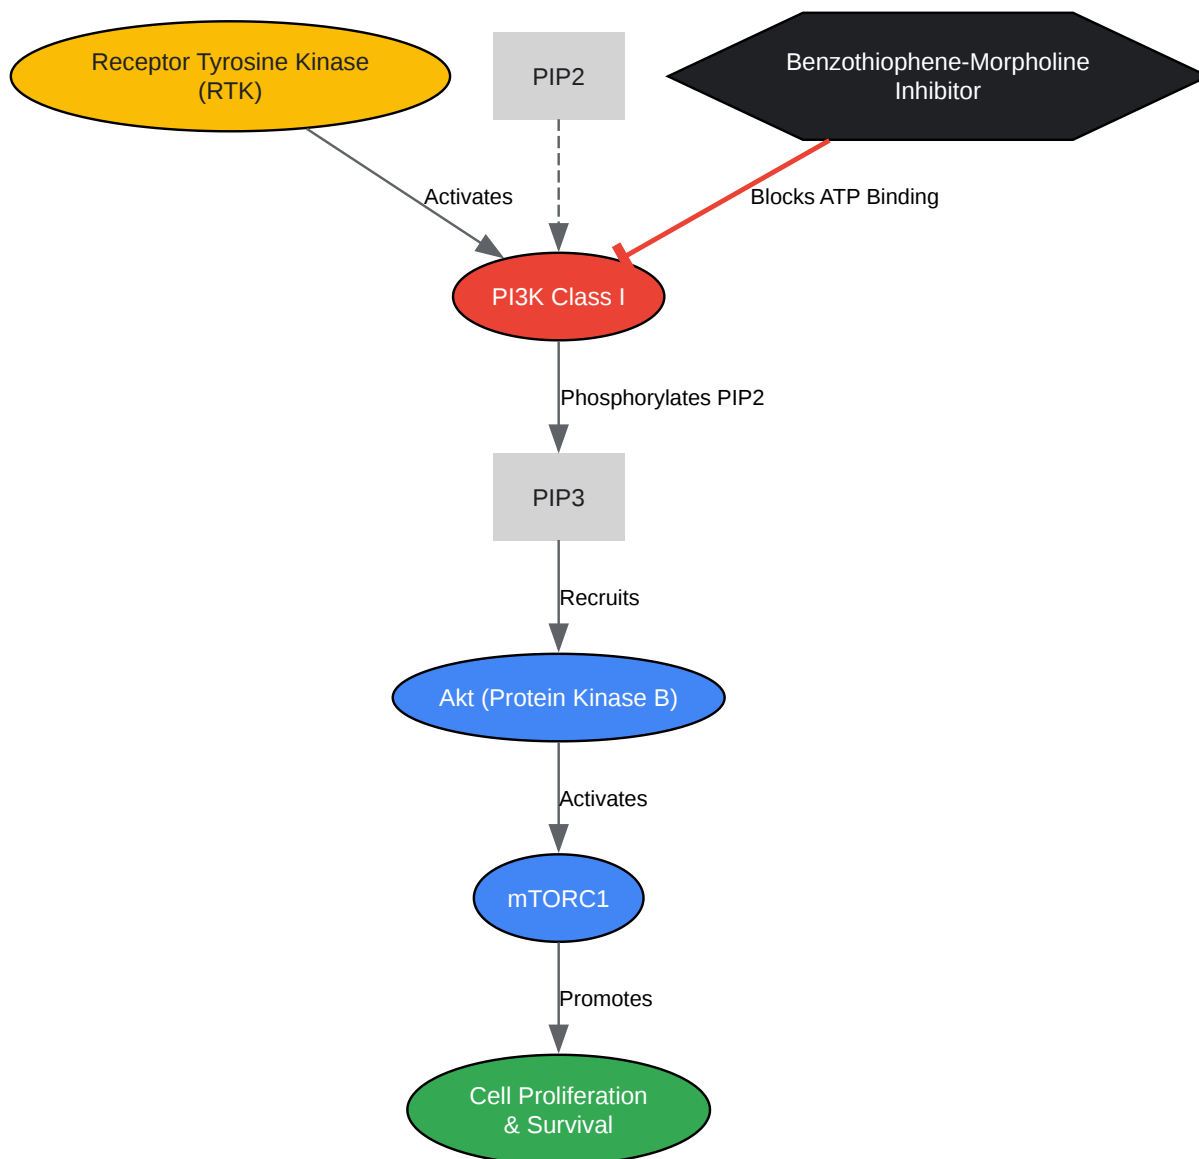 Receptor Tyrosine Kinase
(RTK)
PIP2
Benzothiophene-Morpholine
Inhibitor
Activates
Blocks ATP Binding
PI3K Class I
Phosphorylates PIP2
PIP3
Recruits
Akt (Protein Kinase B)
Activates
mTORC1
Promotes
Cell Proliferation
& Survival